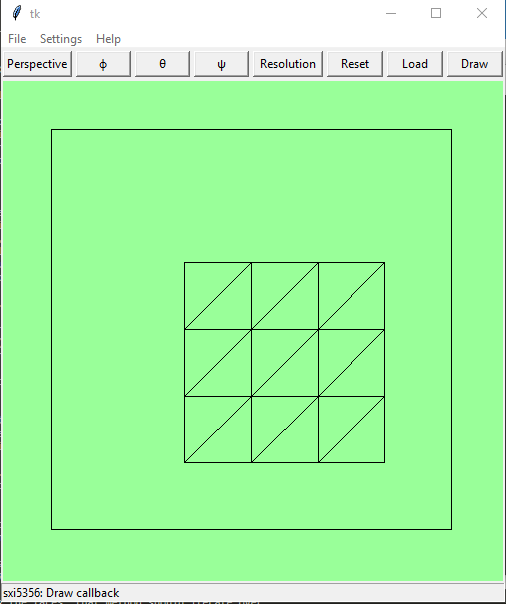 tk
File Settings Help
Perspective ϕ θ ψ Resolution Reset Load Draw
sxi5356: Draw callback